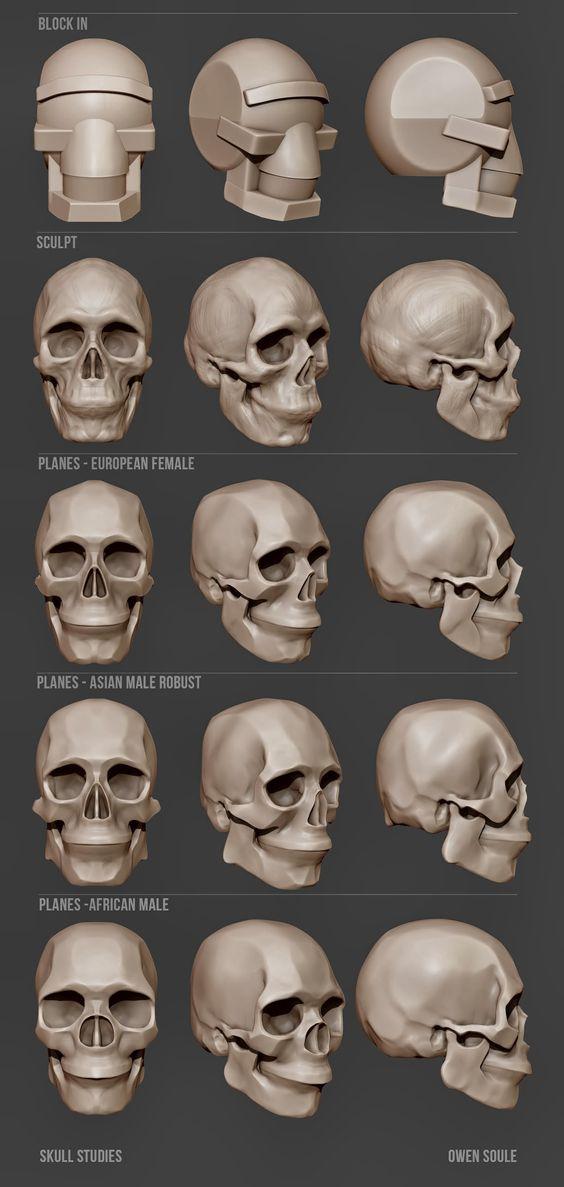 BLOCK IN
SCULPT
PLANES - EUROPEAN FEMALE
PLANES - ASIAN MALE ROBUST
PLANES -AFRICAN MALE
SKULL STUDIES
OWEN SOULE